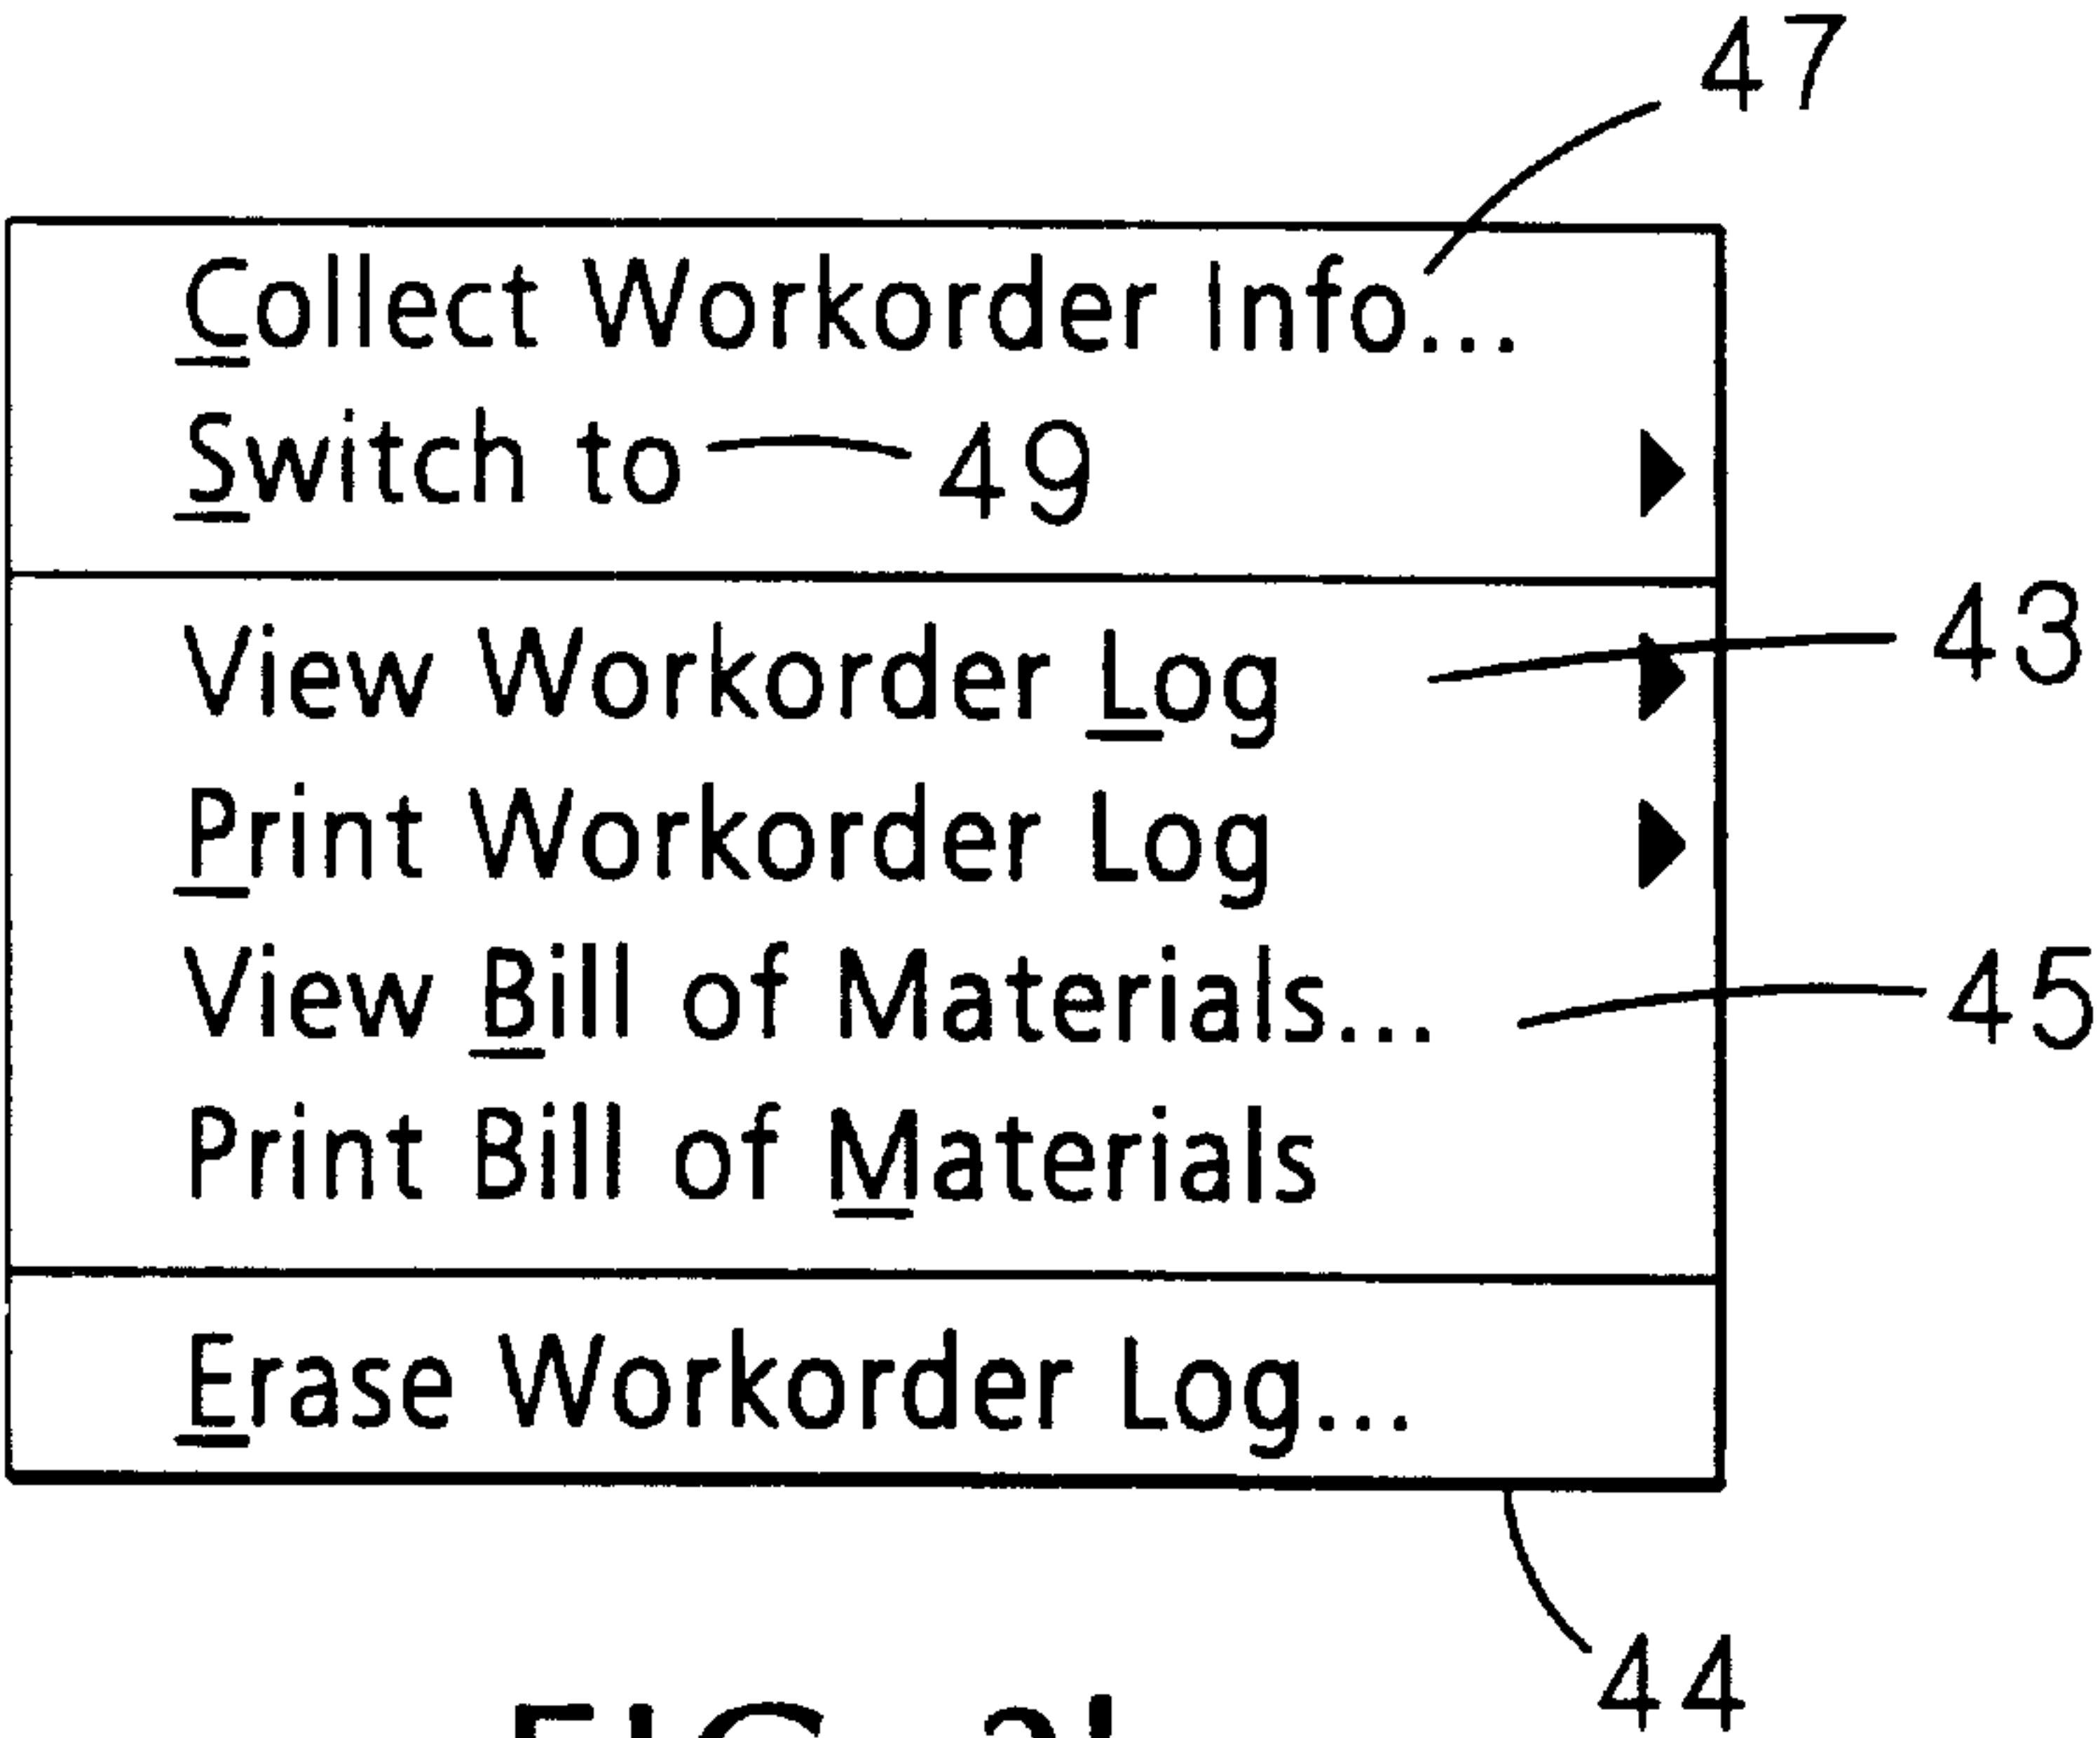 47
Collect Workorder Info...
Switch to 49
View Workorder Log 43
Print Workorder Log
View Bill of Materials... 45
Print Bill of Materials
Erase Workorder Log...
44